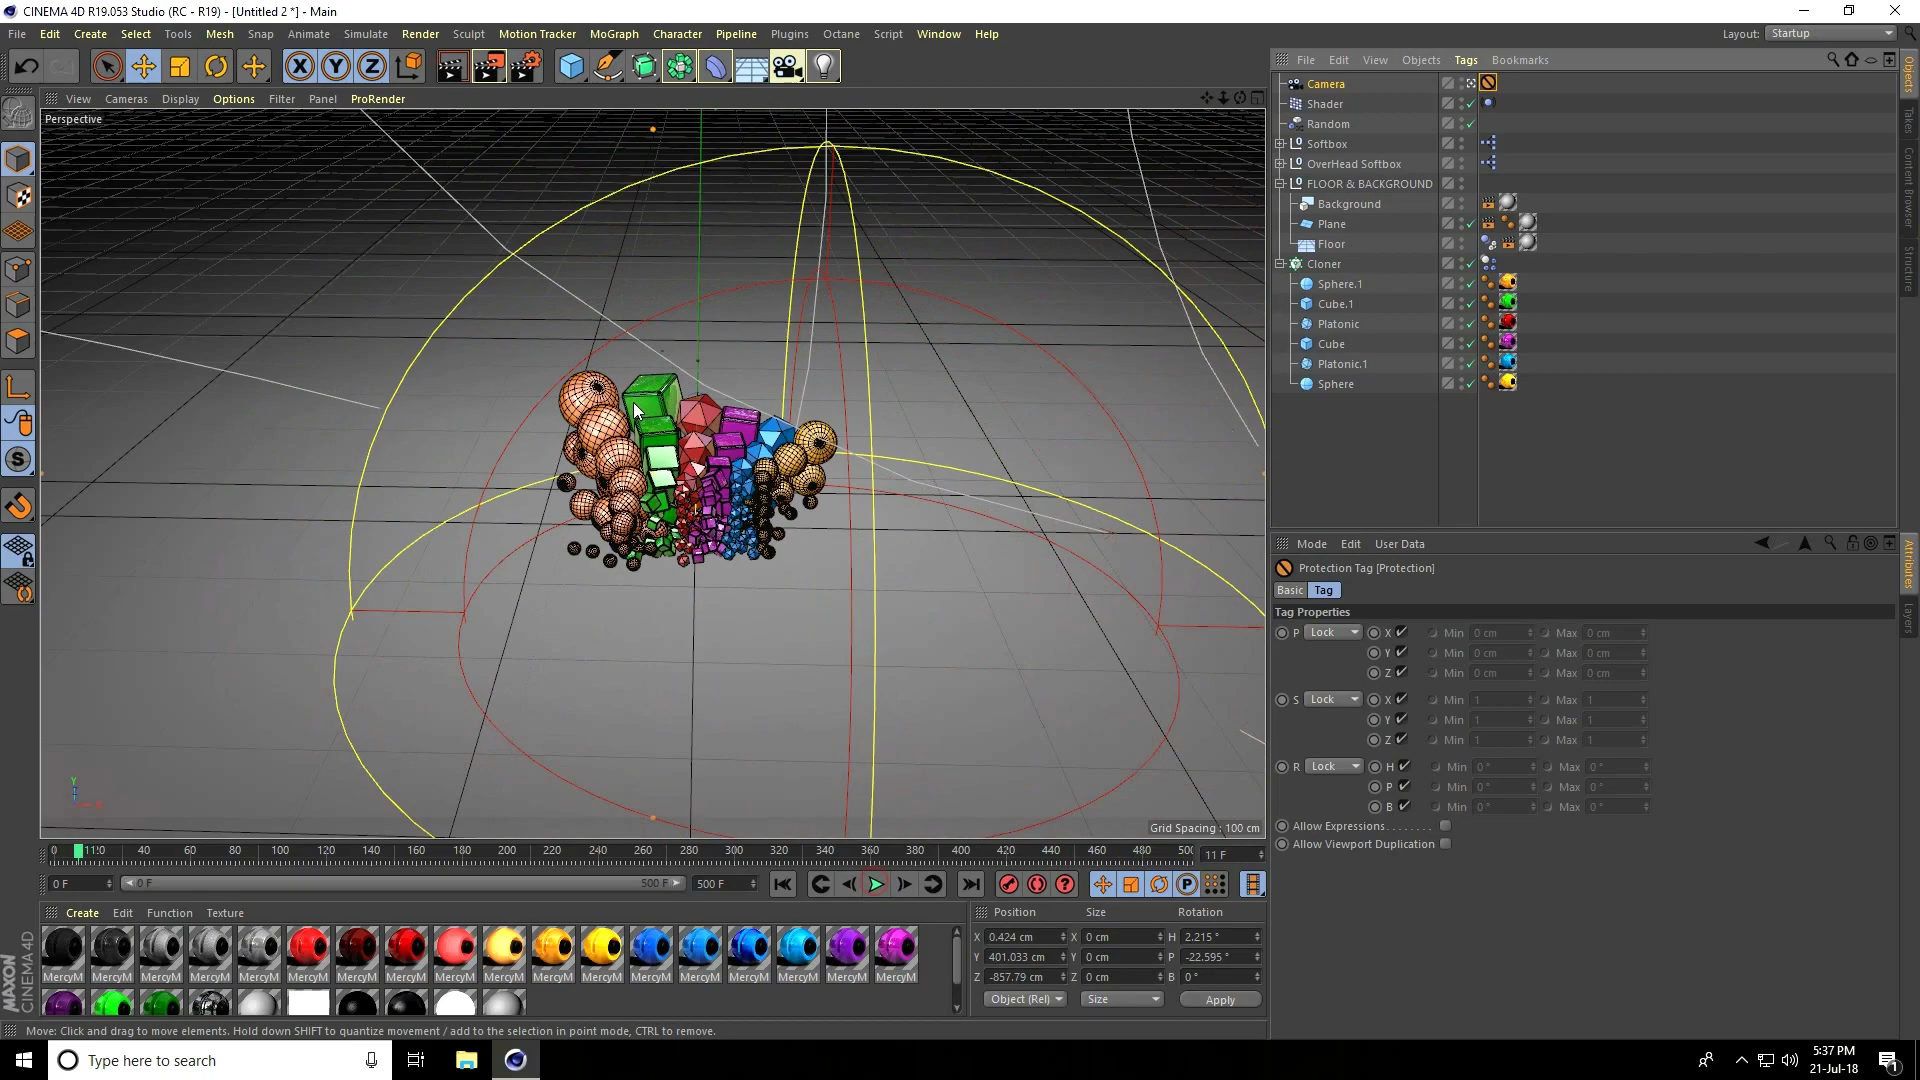 CINEMA 4D R19.053 Studio (RC - R19) - [Untitled 2 *] - Main
File Edit Create Select Tools Mesh Snap Animate Simulate Render Sculpt Motion Tracker MoGraph Character Pipeline Plugins Octane Script Window Help
Layout: Startup
X Y Z
View Cameras Display Options Filter Panel ProRender
Perspective
Grid Spacing : 100 cm
File Edit View Objects Tags Bookmarks
Camera
Shader
Random
Softbox
OverHead Softbox
FLOOR & BACKGROUND
Background
Plane
Floor
Cloner
Sphere.1
Cube.1
Platonic
Cube
Platonic.1
Sphere
Objects
Takes
Content Browser
Structure
Mode Edit User Data
Protection Tag [Protection]
Basic Tag
Tag Properties
P Lock X Min 0 cm Max 0 cm
Y Min 0 cm Max 0 cm
Z Min 0 cm Max 0 cm
S Lock X Min 1 Max 1
Y Min 1 Max 1
Z Min 1 Max 1
R Lock H Min 0 ° Max 0 °
P Min 0 ° Max 0 °
B Min 0 ° Max 0 °
Allow Expressions . . . . . . . .
Allow Viewport Duplication
Attributes
Layers
0 40 60 80 100 120 140 160 180 200 220 240 260 280 300 320 340 360 380 400 420 440 460 480
11 F
0 F 0 F 500 F 500 F
Create Edit Function Texture
MercyM MercyM MercyM MercyM MercyM MercyM MercyM MercyM MercyM MercyM MercyM MercyM MercyM MercyM MercyM MercyM MercyM MercyM
Position Size Rotation
X 0.424 cm X 0 cm H 2.215 °
Y 401.033 cm Y 0 cm P -22.595 °
Z -857.79 cm Z 0 cm B 0 °
Object (Rel) Size Apply
MAXON
CINEMA 4D
Move: Click and drag to move elements. Hold down SHIFT to quantize movement / add to the selection in point mode, CTRL to remove.
Type here to search
5:37 PM
21-Jul-18
1